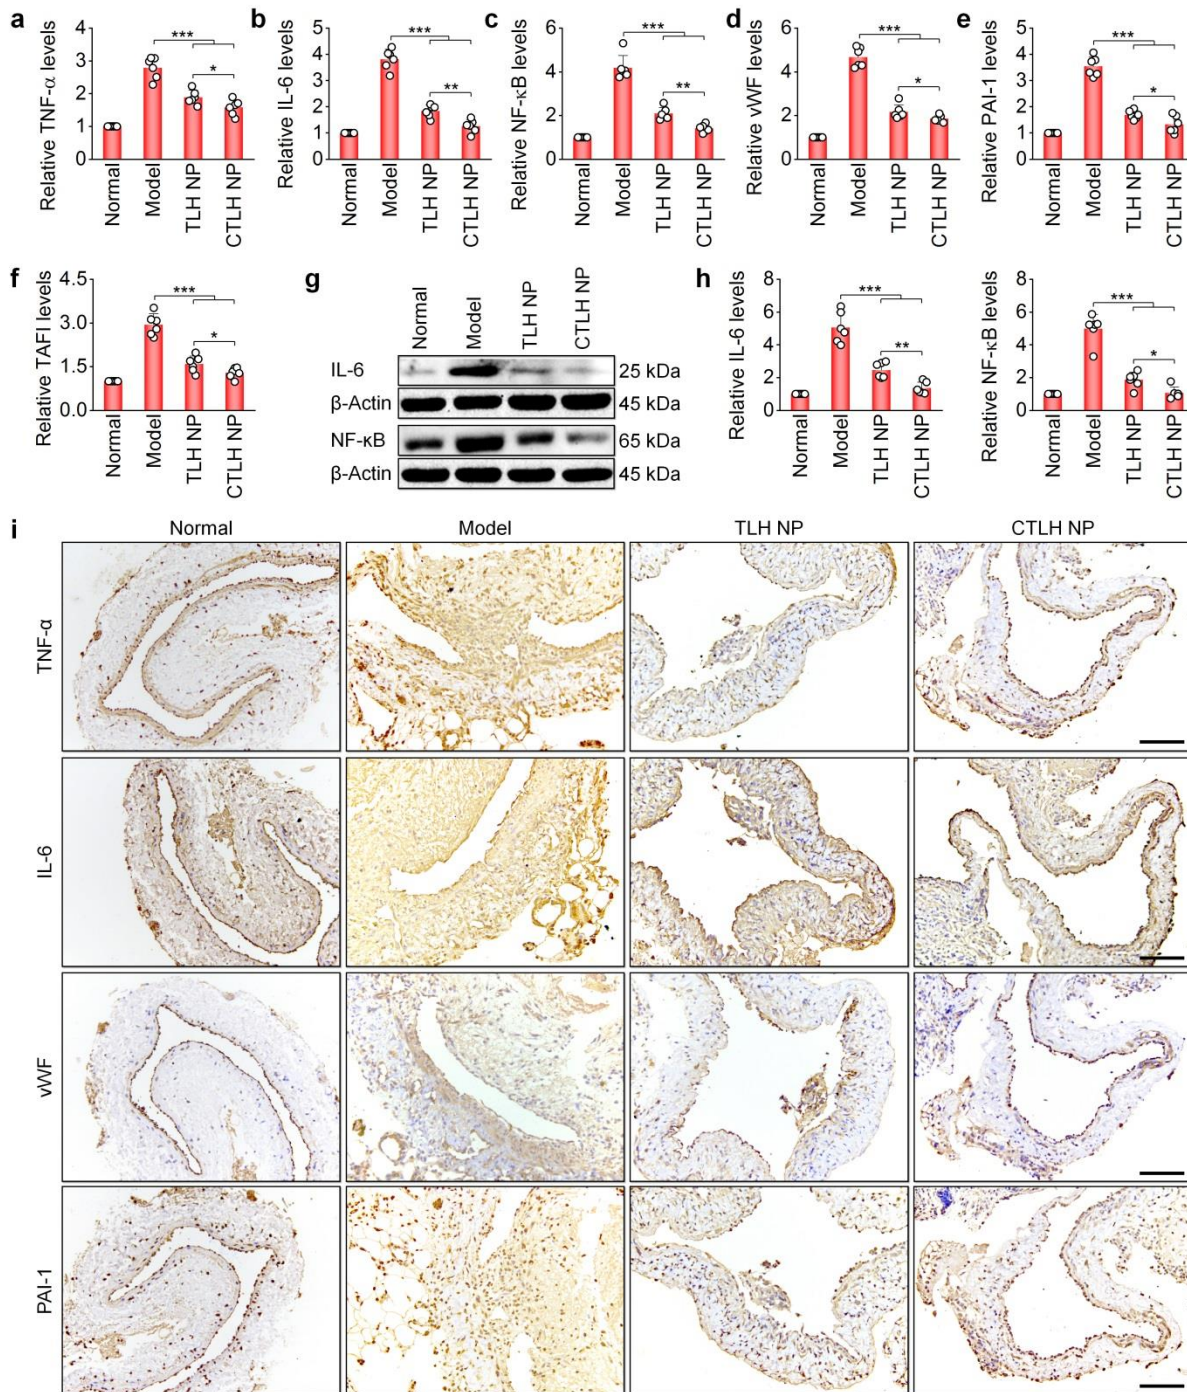 a
Relative TNF-α levels
4
3
2
1
0
***
*
Normal
Model
TLH NP
CTLH NP
b
Relative IL-6 levels
5
4
3
2
1
0
***
**
Normal
Model
TLH NP
CTLH NP
c
Relative NF-κB levels
6
4
2
0
***
**
Normal
Model
TLH NP
CTLH NP
d
Relative vWF levels
6
4
2
0
***
*
Normal
Model
TLH NP
CTLH NP
e
Relative PAI-1 levels
5
4
3
2
1
0
***
*
Normal
Model
TLH NP
CTLH NP
f
Relative TAFI levels
4.5
3.0
1.5
0.0
***
*
Normal
Model
TLH NP
CTLH NP
g
Normal
Model
TLH NP
CTLH NP
IL-6
25 kDa
β-Actin
45 kDa
NF-κB
65 kDa
β-Actin
45 kDa
h
Relative IL-6 levels
8
6
4
2
0
***
**
Normal
Model
TLH NP
CTLH NP
Relative NF-κB levels
8
6
4
2
0
***
*
Normal
Model
TLH NP
CTLH NP
i
Normal
Model
TLH NP
CTLH NP
TNF-α
IL-6
vWF
PAI-1